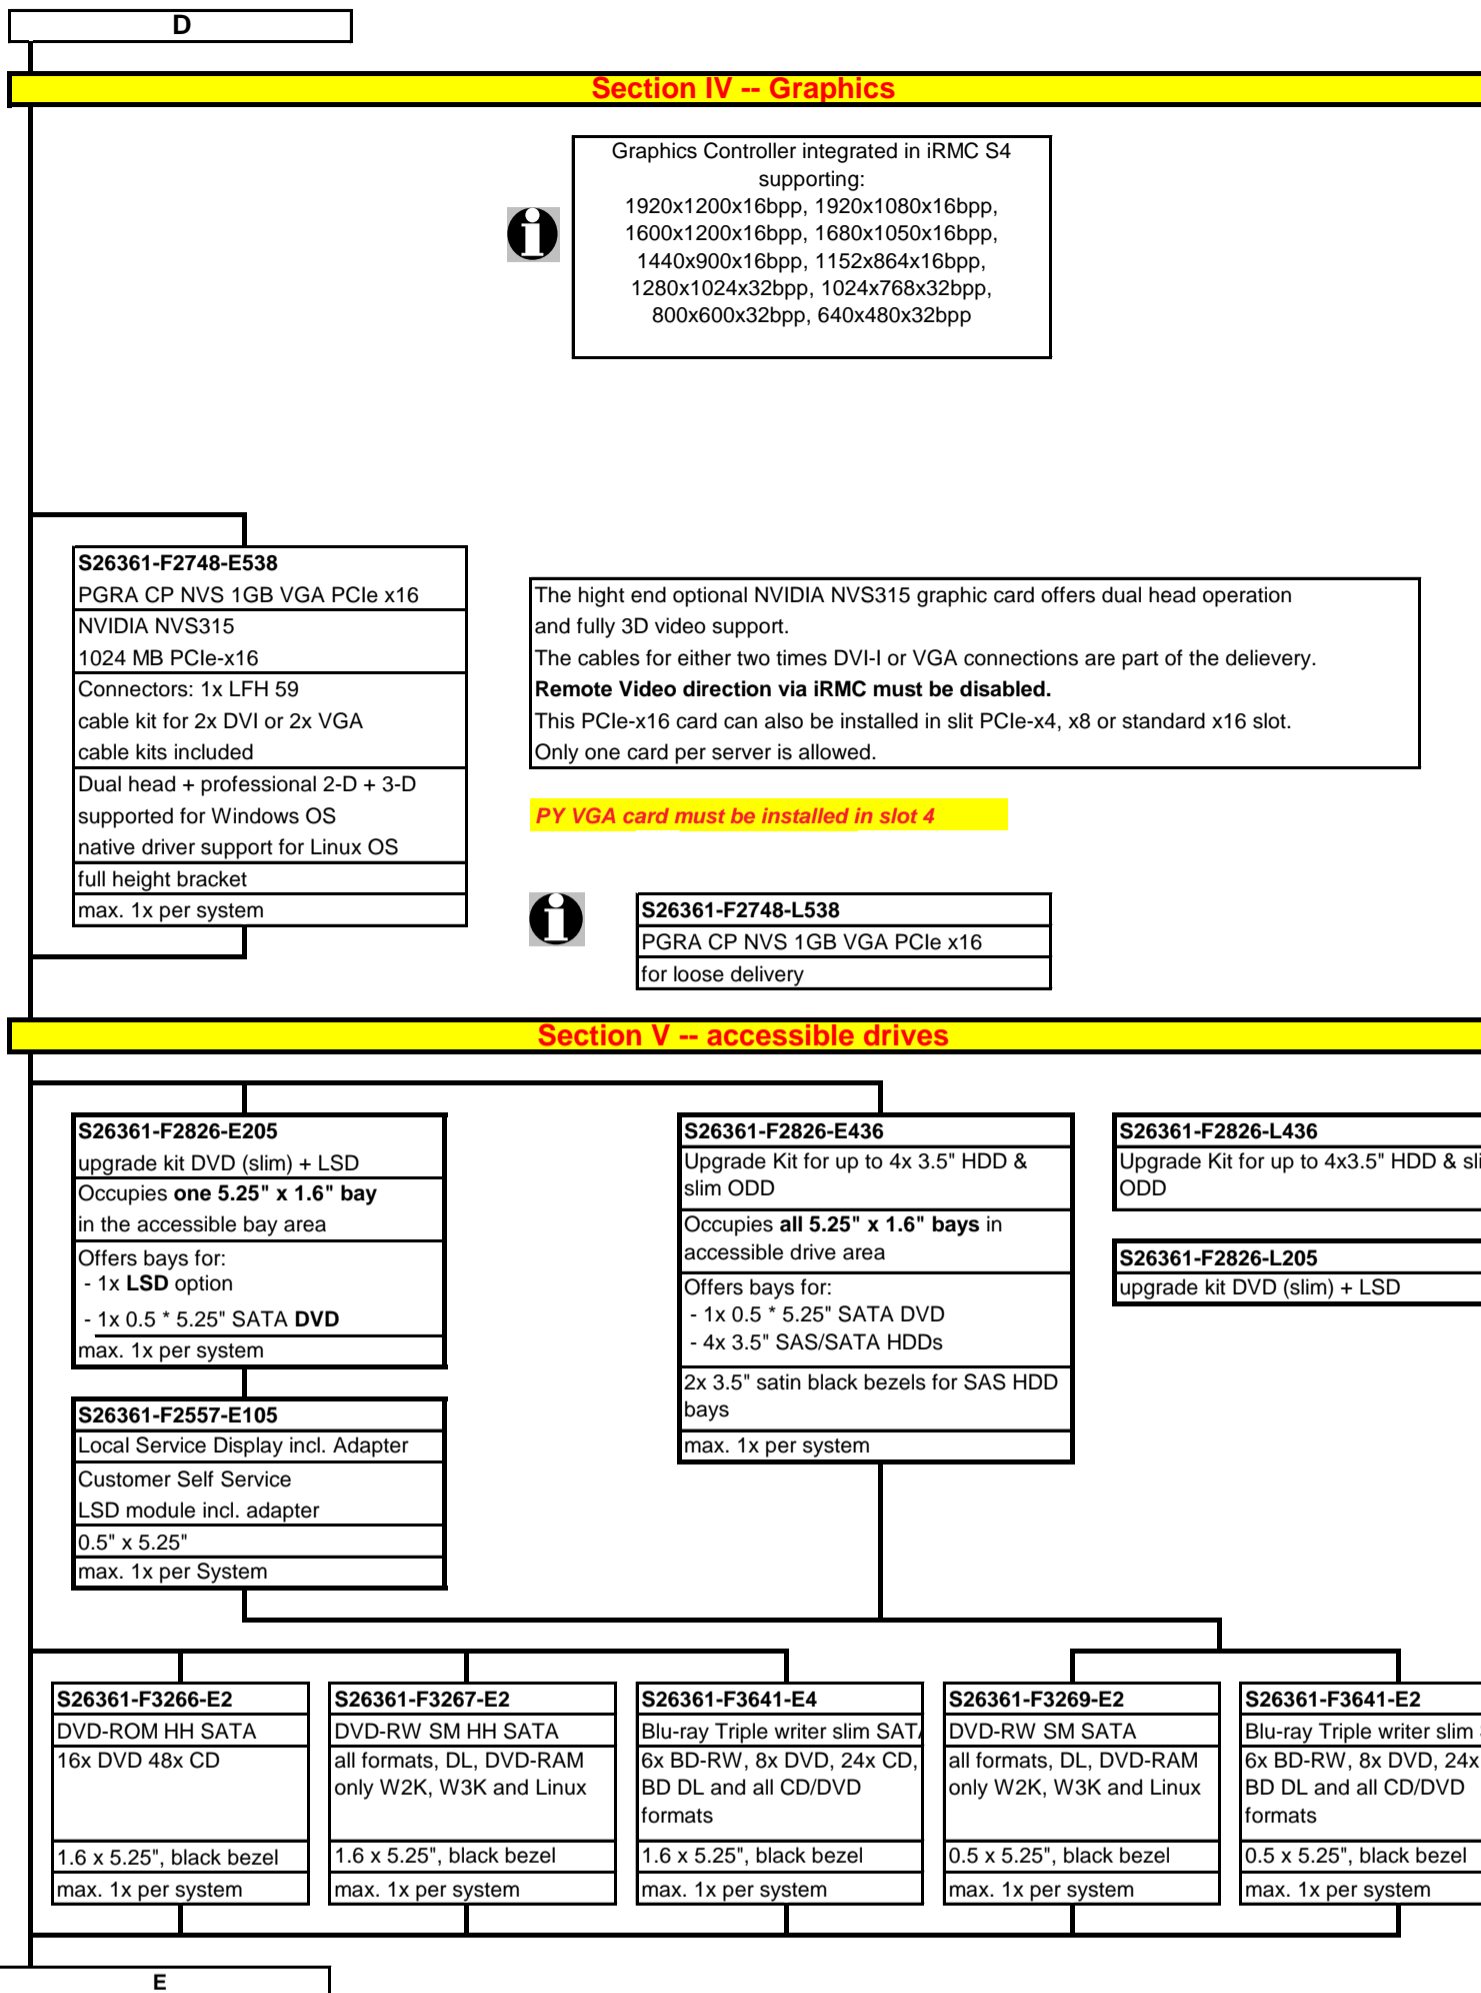 D
Section IV -- Graphics
Graphics Controller integrated in iRMC S4
supporting:
1920x1200x16bpp, 1920x1080x16bpp,
1600x1200x16bpp, 1680x1050x16bpp,
1440x900x16bpp, 1152x864x16bpp,
1280x1024x32bpp, 1024x768x32bpp,
800x600x32bpp, 640x480x32bpp
S26361-F2748-E538
PGRA CP NVS 1GB VGA PCIe x16
NVIDIA NVS315
1024 MB PCIe-x16
Connectors: 1x LFH 59
cable kit for 2x DVI or 2x VGA
cable kits included
Dual head + professional 2-D + 3-D
supported for Windows OS
native driver support for Linux OS
full height bracket
max. 1x per system
The hight end optional NVIDIA NVS315 graphic card offers dual head operation
and fully 3D video support.
The cables for either two times DVI-I or VGA connections are part of the delievery.
Remote Video direction via iRMC must be disabled.
This PCIe-x16 card can also be installed in slit PCIe-x4, x8 or standard x16 slot.
Only one card per server is allowed.
PY VGA card must be installed in slot 4
S26361-F2748-L538
PGRA CP NVS 1GB VGA PCIe x16
for loose delivery
Section V -- accessible drives
S26361-F2826-E205
upgrade kit DVD (slim) + LSD
Occupies one 5.25" x 1.6" bay
in the accessible bay area
Offers bays for:
- 1x LSD option
- 1x 0.5 * 5.25" SATA DVD
max. 1x per system
S26361-F2557-E105
Local Service Display incl. Adapter
Customer Self Service
LSD module incl. adapter
0.5" x 5.25"
max. 1x per System
S26361-F2826-E436
Upgrade Kit for up to 4x 3.5" HDD &
slim ODD
Occupies all 5.25" x 1.6" bays in
accessible drive area
Offers bays for:
- 1x 0.5 * 5.25" SATA DVD
- 4x 3.5" SAS/SATA HDDs
2x 3.5" satin black bezels for SAS HDD
bays
max. 1x per system
S26361-F2826-L436
Upgrade Kit for up to 4x3.5" HDD &
ODD
S26361-F2826-L205
upgrade kit DVD (slim) + LSD
S26361-F3266-E2
DVD-ROM HH SATA
16x DVD 48x CD
1.6 x 5.25", black bezel
max. 1x per system
S26361-F3267-E2
DVD-RW SM HH SATA
all formats, DL, DVD-RAM
only W2K, W3K and Linux
1.6 x 5.25", black bezel
max. 1x per system
S26361-F3641-E4
Blu-ray Triple writer slim SATA
6x BD-RW, 8x DVD, 24x CD,
BD DL and all CD/DVD
formats
1.6 x 5.25", black bezel
max. 1x per system
S26361-F3269-E2
DVD-RW SM SATA
all formats, DL, DVD-RAM
only W2K, W3K and Linux
0.5 x 5.25", black bezel
max. 1x per system
S26361-F3641-E2
Blu-ray Triple writer slim
6x BD-RW, 8x DVD, 24x
BD DL and all CD/DVD
formats
0.5 x 5.25", black bezel
max. 1x per system
E